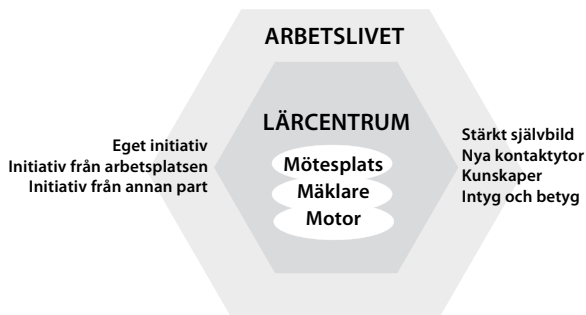 ARBETSLIVET
LÄRCENTRUM
Mötesplats
Mäklare
Motor
Eget initiativ
Initiativ från arbetsplatsen
Initiativ från annan part
Stärkt självbild
Nya kontaktytor
Kunskaper
Intyg och betyg